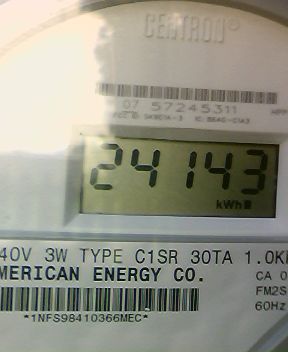 CENTRON®
07 57245311
24143
kWh
40V 3W TYPE C1SR 30TA 1.0K
MERICAN ENERGY CO.
CA 0
FM2S
60Hz
*1NFS98410366MEC*